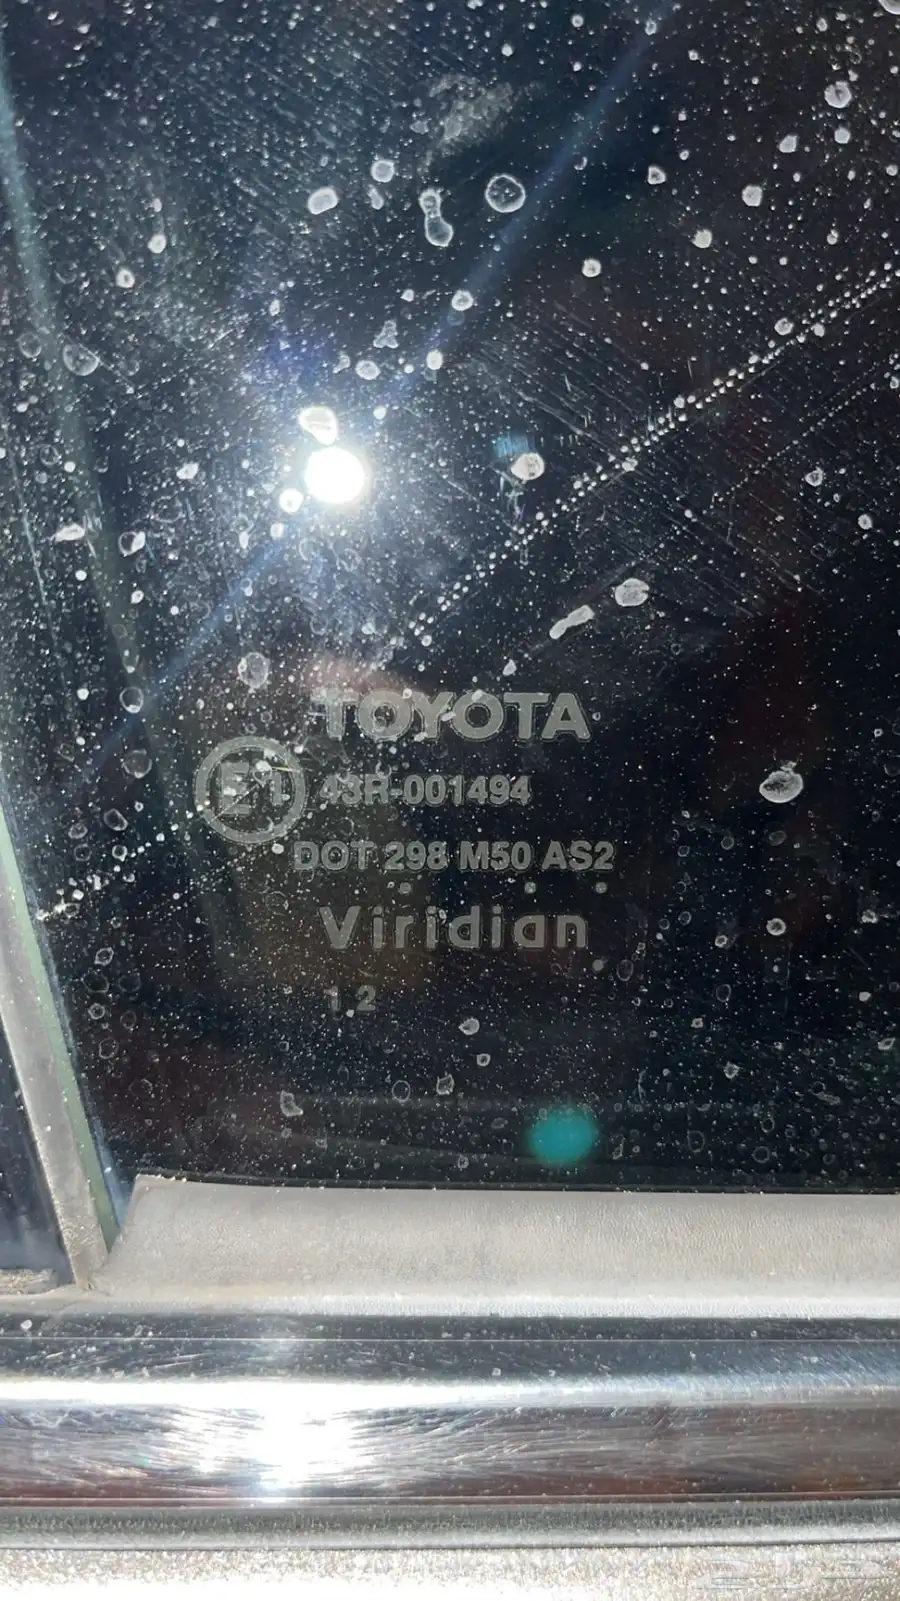 TOYOTA
E1 43R-001494
DOT 298 M50 AS2
Viridian
1.2